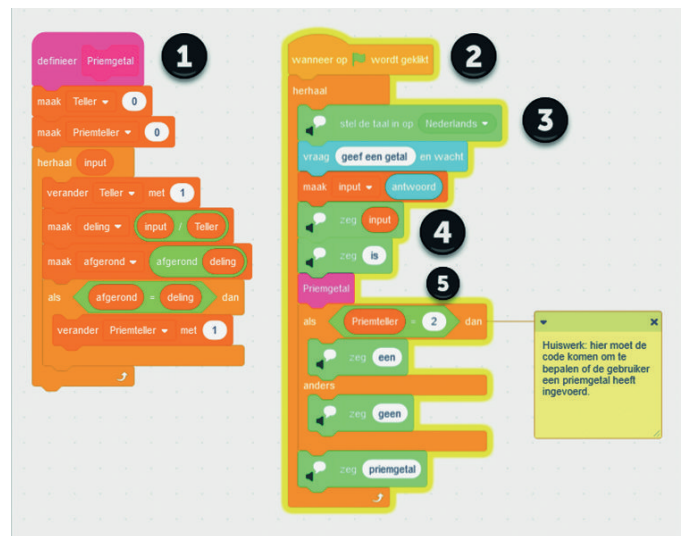 definieer Priemgetal
1
maak Teller 0
maak Priemteller 0
herhaal input
verander Teller met 1
maak deling input / Teller
maak afgerond afgerond deling
als afgerond = deling dan
verander Priemteller met 1
wanneer op wordt geklikt
2
herhaal
3
stel de taal in op Nederlands
vraag geef een getal en wacht
maak input antwoord
zeg input
4
zeg is
Priemgetal
5
als Priemteller = 2 dan
zeg een
anders
zeg geen
zeg priemgetal
Huiswerk: hier moet de
code komen om te
bepalen of de gebruiker
een priemgetal heeft
ingevoerd.